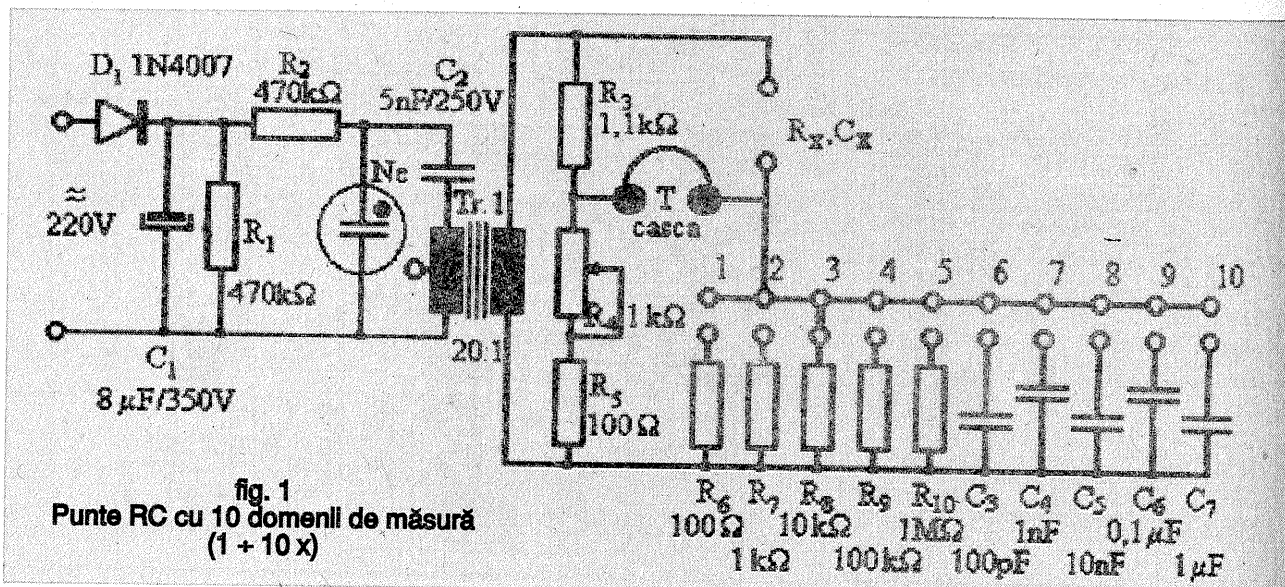 D1 1N4007
R2
470kΩ
C2
5nF/250V
R3
1,1kΩ
RX.CX
Ne
Tr.1
T
casca
≈
220V
R1
470kΩ
1 2 3 4 5 6 7 8 9 10
R4 1kΩ
20:1
C1
8µF/350V
R5
100Ω
R6 R7 R8 R9 R10 C3 C4 C5 C6 C7
100Ω 10kΩ 1MΩ 1nF 0,1µF
1kΩ 100kΩ 100pF 10nF 1µF
fig. 1
Punte RC cu 10 domenii de măsură
(1 ÷ 10 x)